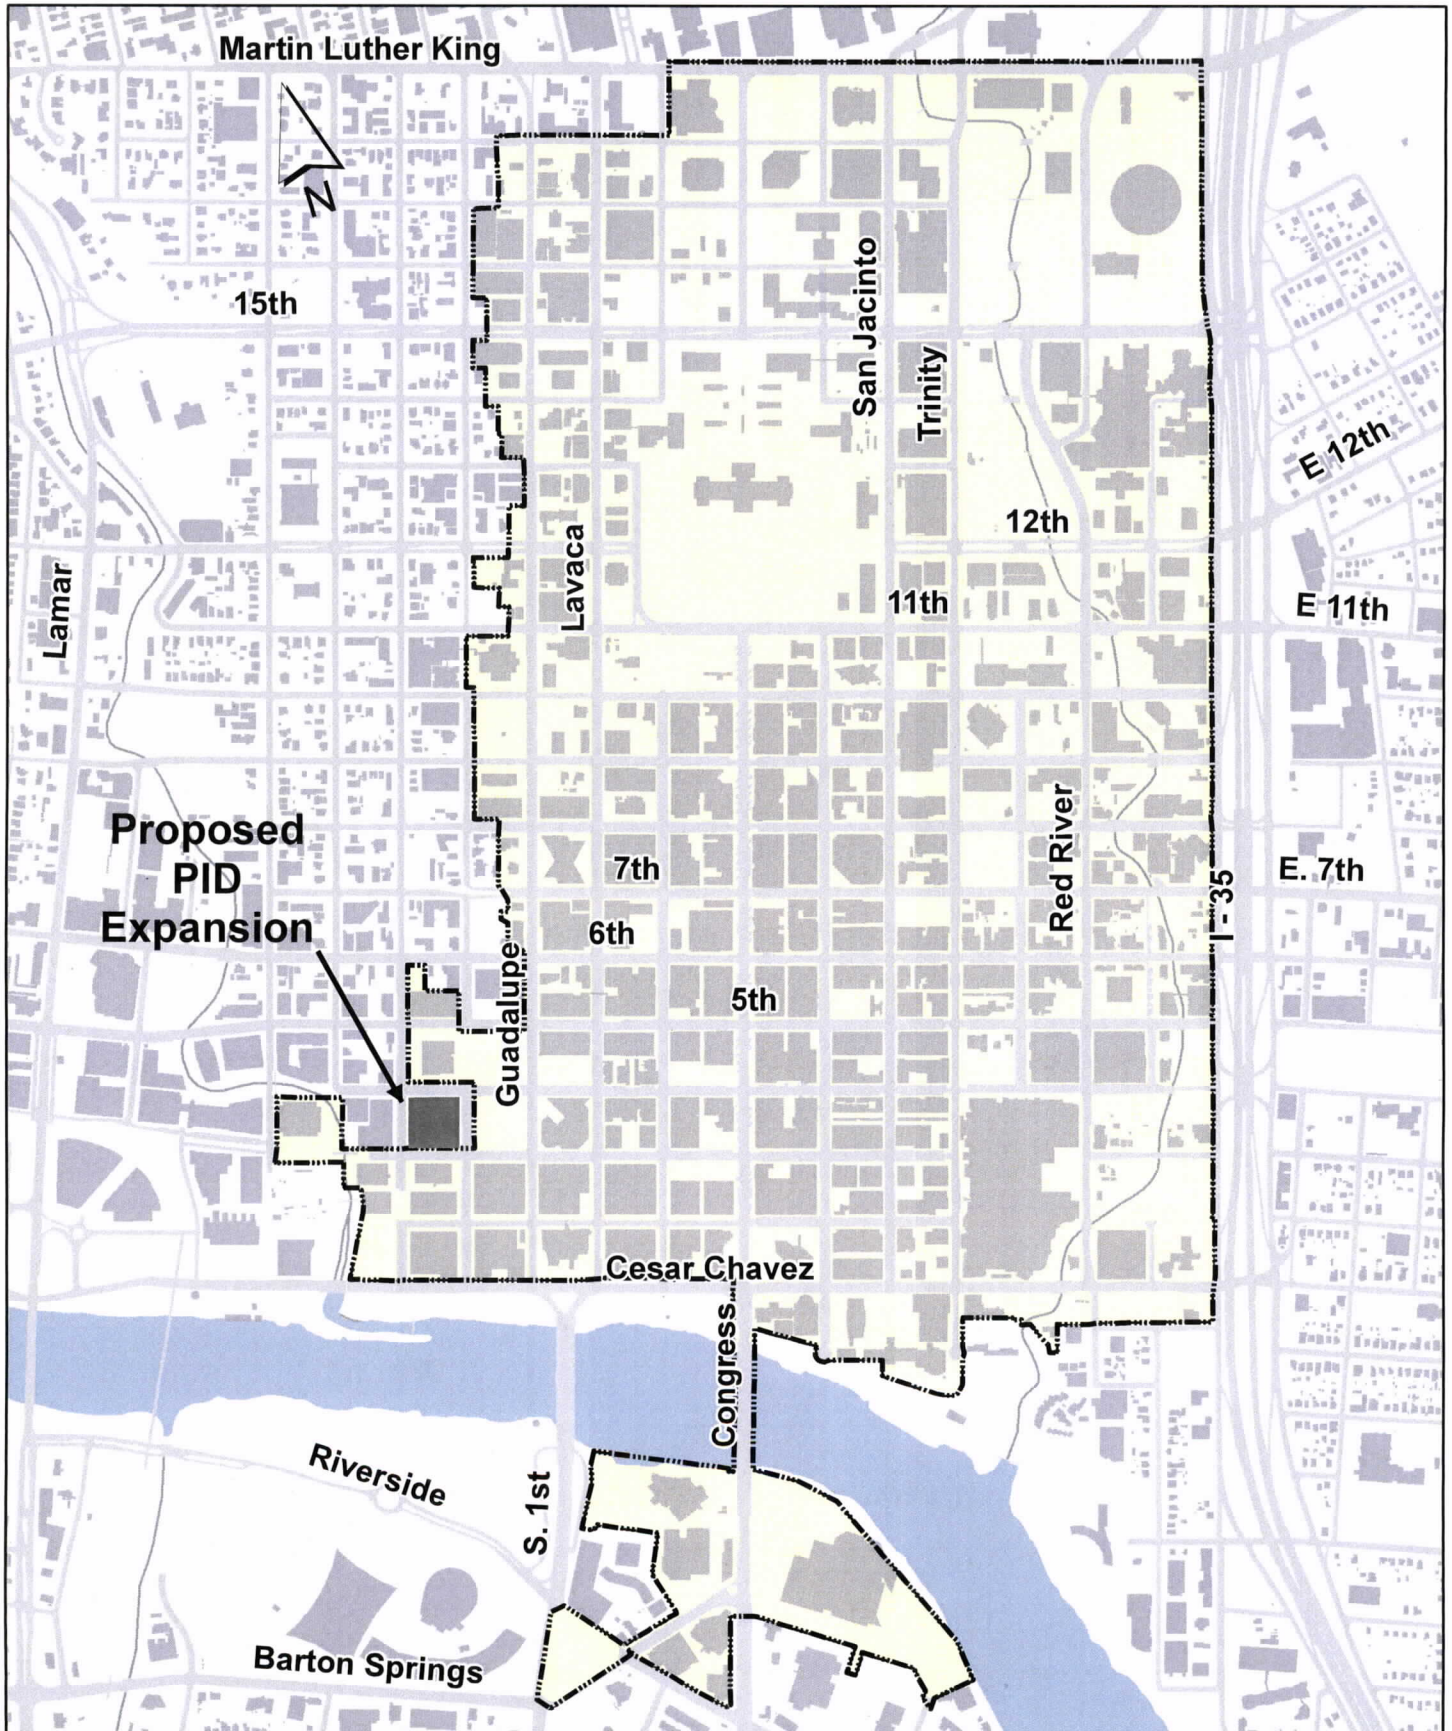 Martin Luther King
N
15th
San Jacinto
Trinity
E 12th
12th
Lavaca
Lamar
11th
E 11th
Proposed
PID
Expansion
7th
Red River
E. 7th
I - 35
6th
Guadalupe
5th
Cesar Chavez
Congress
Riverside
S. 1st
Barton Springs